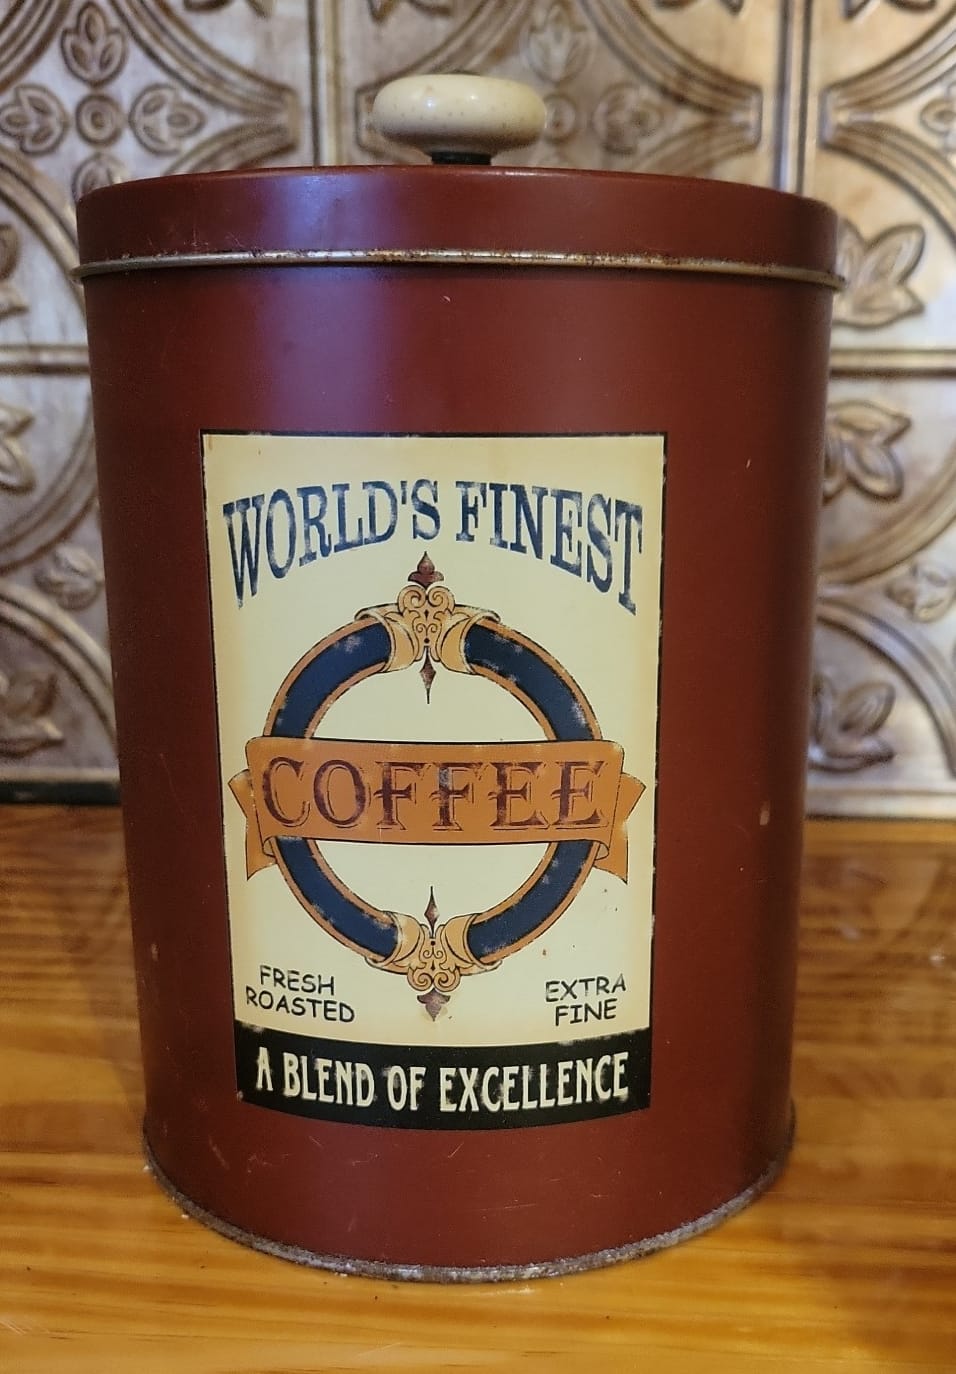 WORLD'S FINEST
COFFEE
FRESH
ROASTED
EXTRA
FINE
A BLEND OF EXCELLENCE